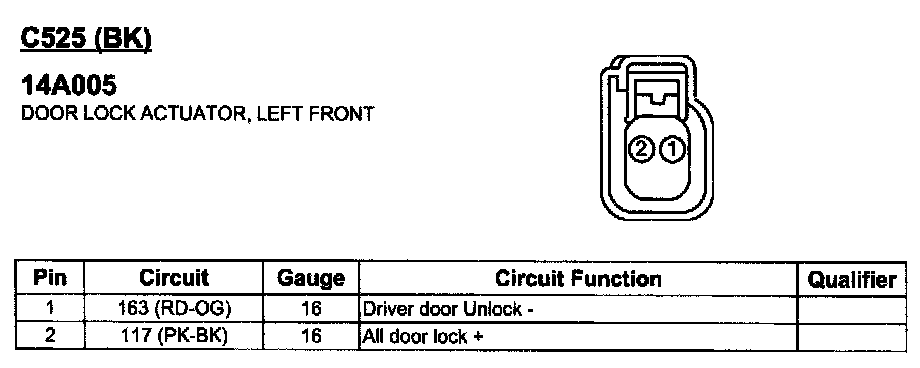 C525 (BK)
14A005
DOOR LOCK ACTUATOR, LEFT FRONT
2 1
Pin Circuit Gauge Circuit Function Qualifier
1 163 (RD-OG) 16 Driver door Unlock -
2 117 (PK-BK) 16 All door lock +